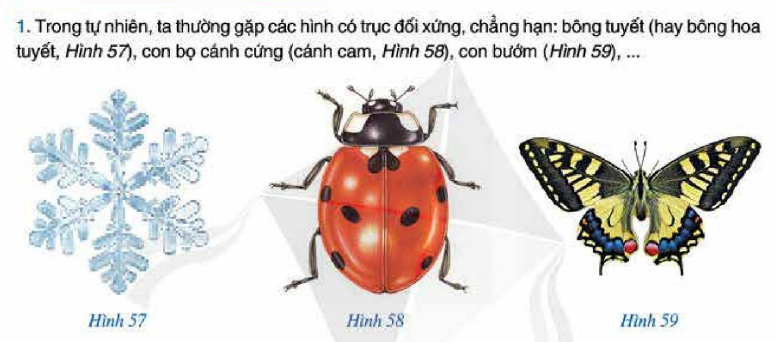 1. Trong tự nhiên, ta thường gặp các hình có trục đối xứng, chẳng hạn: bông tuyết (hay bông hoa
tuyết, Hình 57), con bọ cánh cứng (cánh cam, Hình 58), con bướm (Hình 59), ...
Hình 57
Hình 58
Hình 59